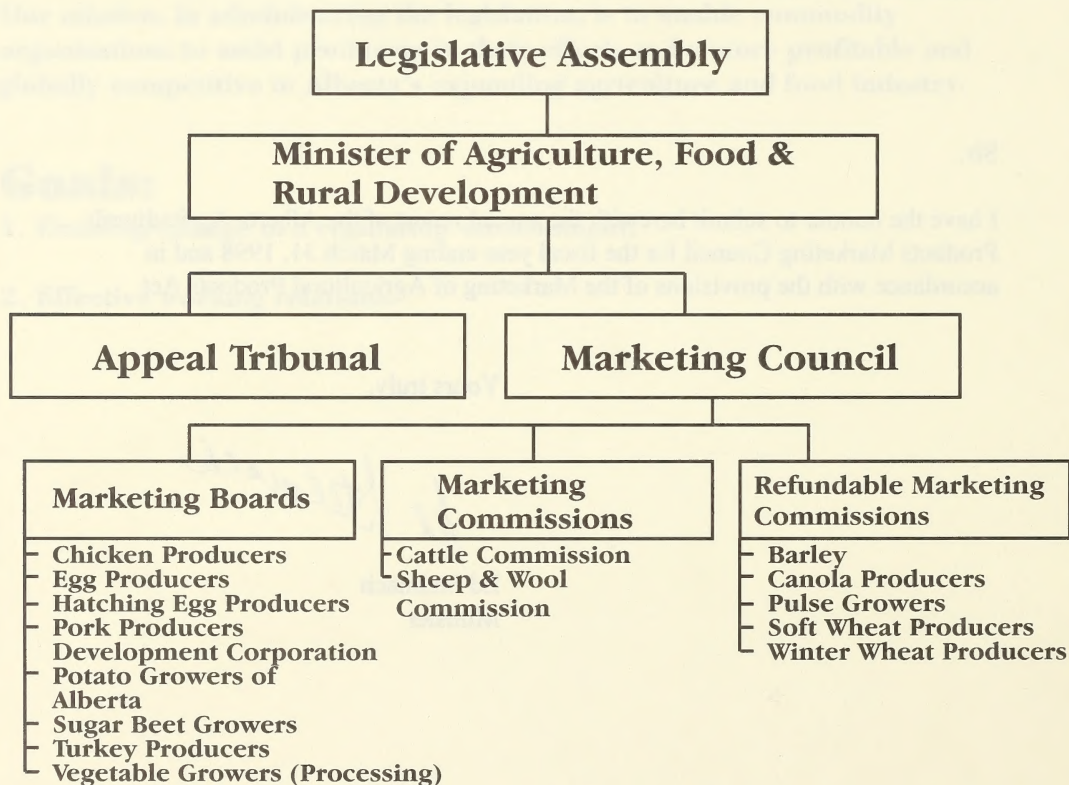 Legislative Assembly
Minister of Agriculture, Food &
Rural Development
Appeal Tribunal
Marketing Council
Marketing Boards
Chicken Producers
Egg Producers
Hatching Egg Producers
Pork Producers
Development Corporation
Potato Growers of
Alberta
Sugar Beet Growers
Turkey Producers
Vegetable Growers (Processing)
Marketing
Commissions
Cattle Commission
Sheep & Wool
Commission
Refundable Marketing
Commissions
Barley
Canola Producers
Pulse Growers
Soft Wheat Producers
Winter Wheat Producers